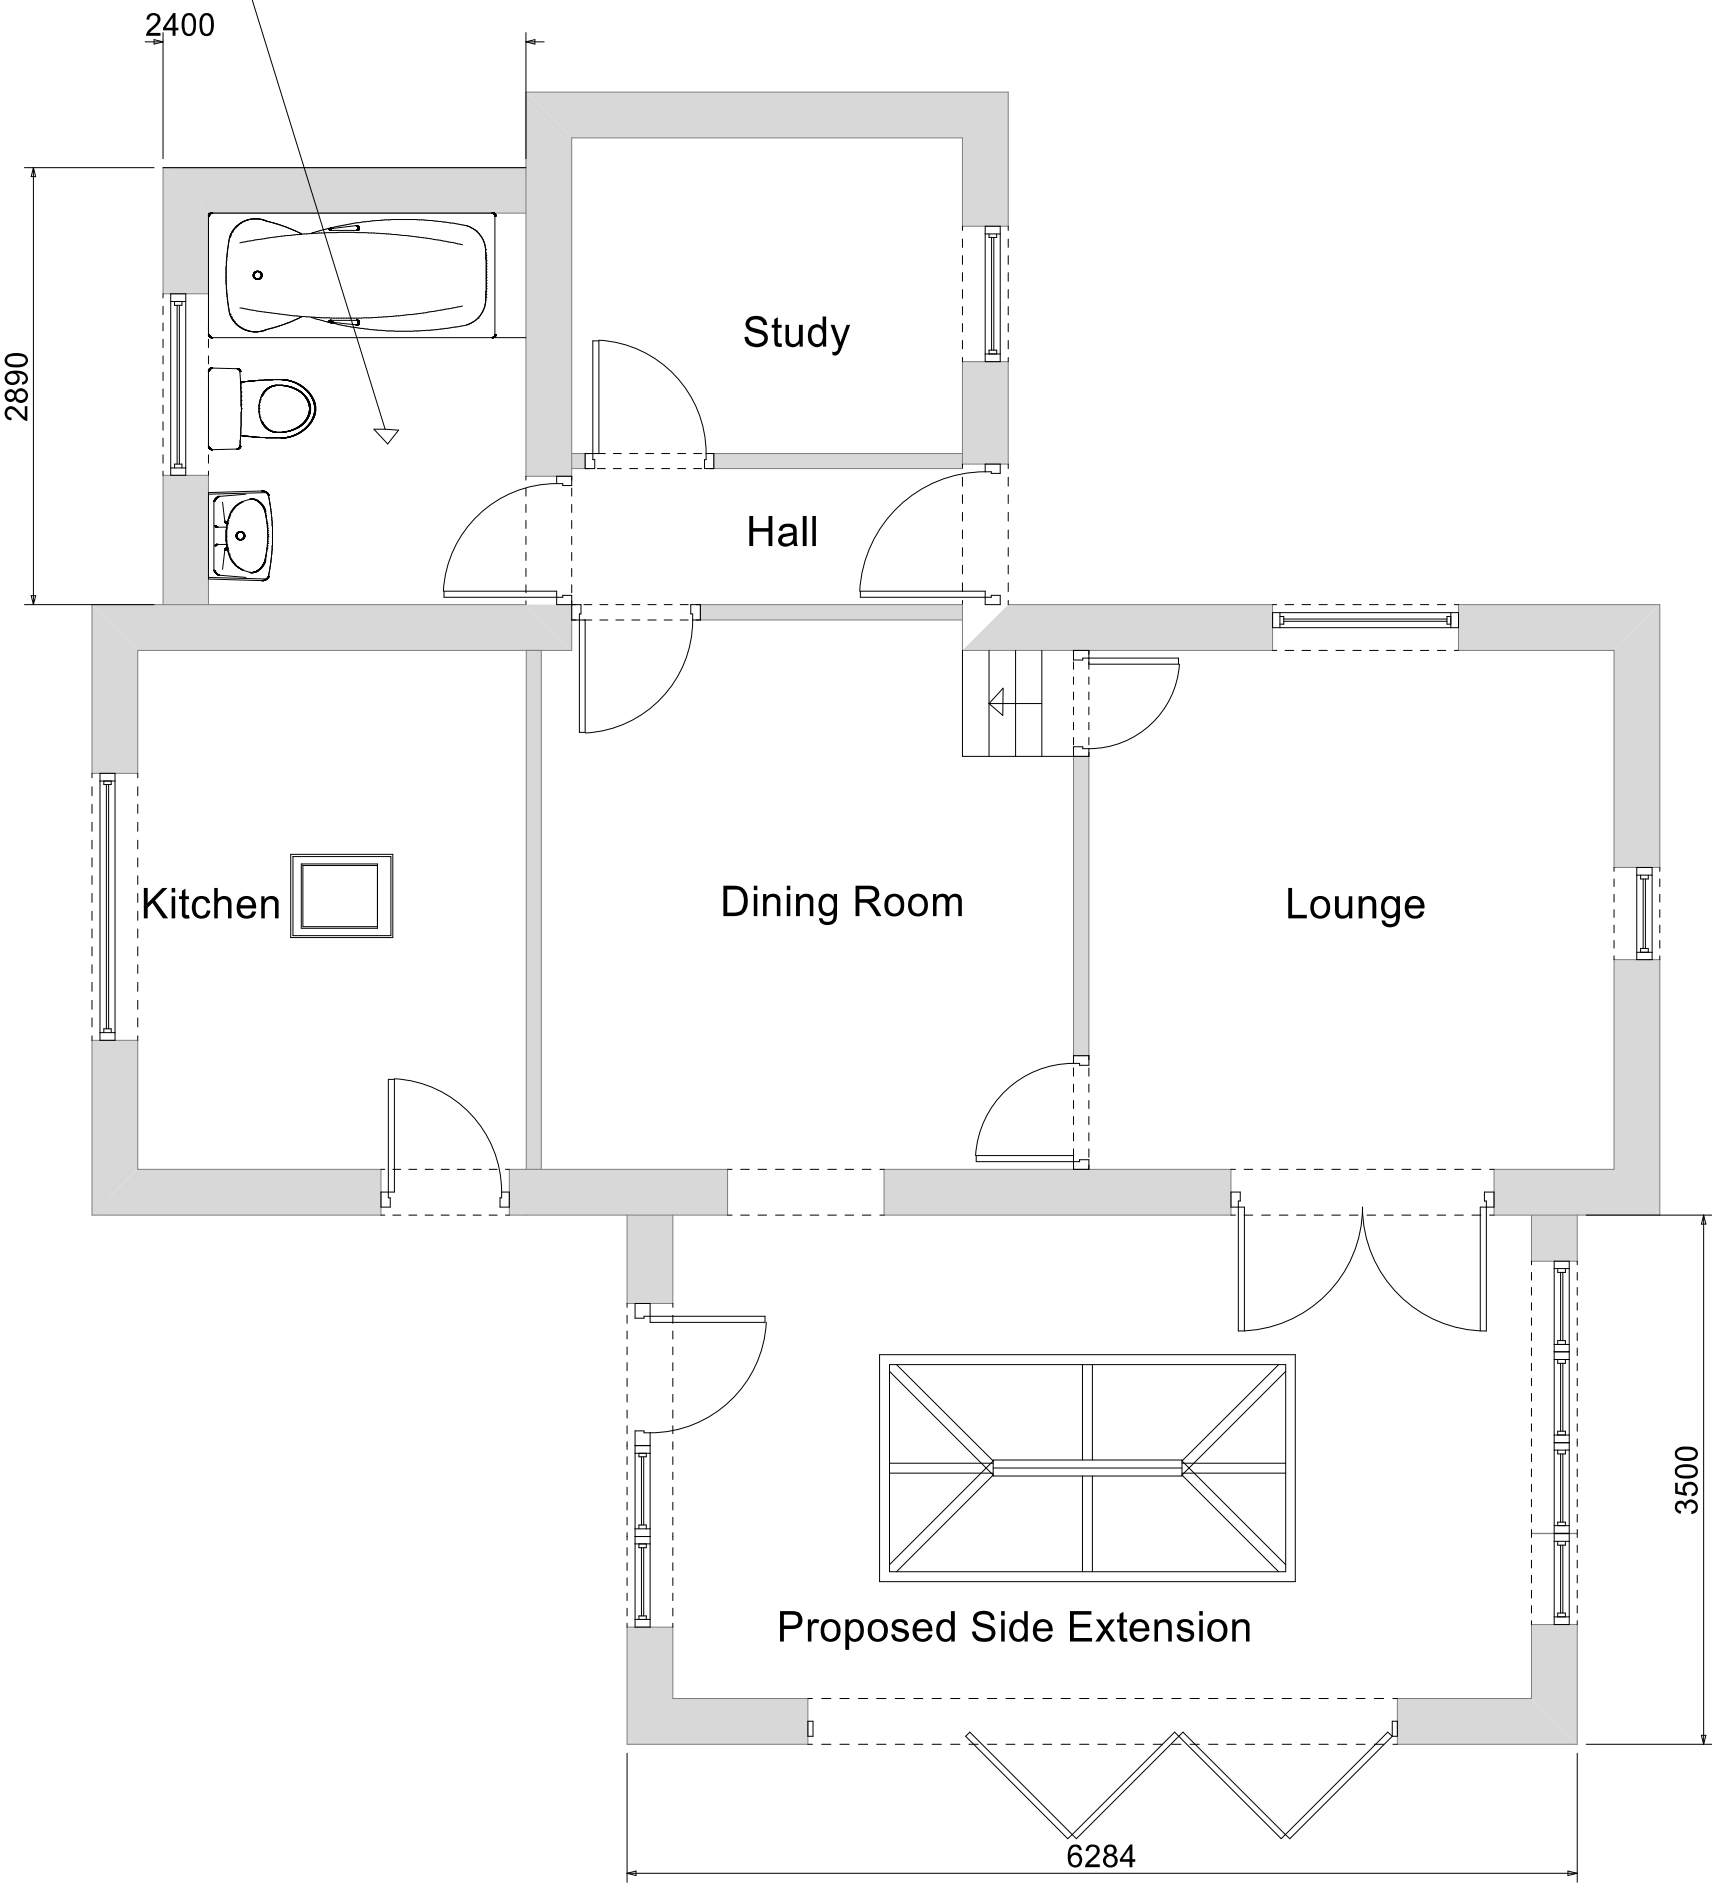 2400
2890
Study
Hall
Kitchen
Dining Room
Lounge
3500
Proposed Side Extension
6284